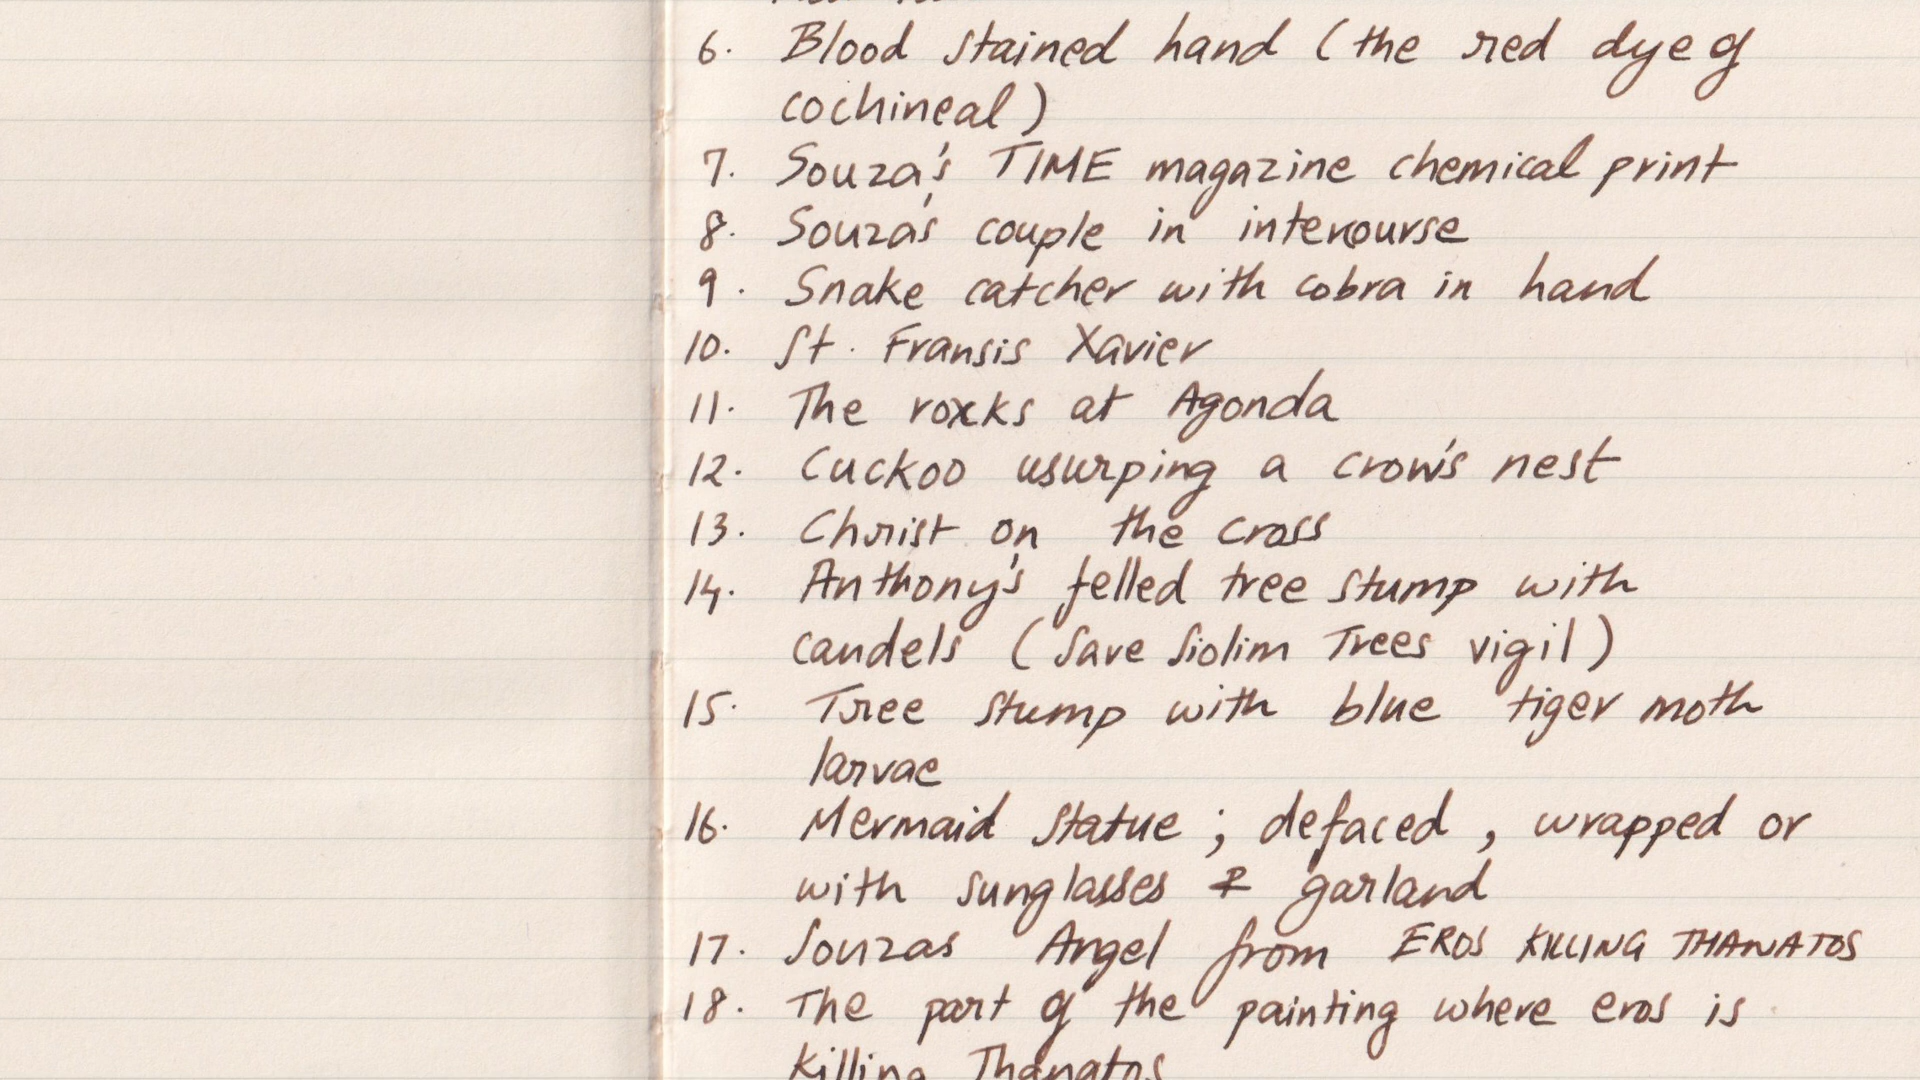 6. Blood stained hand (the red dye of
cochineal)
7. Souza's TIME magazine chemical print
8. Souza's couple in intercourse
9. Snake catcher with cobra in hand
10. St. Fransis Xavier
11. The rocks at Agonda
12. Cuckoo usurping a crow's nest
13. Christ on the cross
14. Anthony's felled tree stump with
candels (Save Siolim Trees vigil)
15. Tree stump with blue tiger moth
larvae
16. Mermaid statue ; defaced , wrapped or
with sunglasses & garland
17. Souzas Angel from EROS KILLING THANATOS
18. The part of the painting where eros is
killing Thanatos